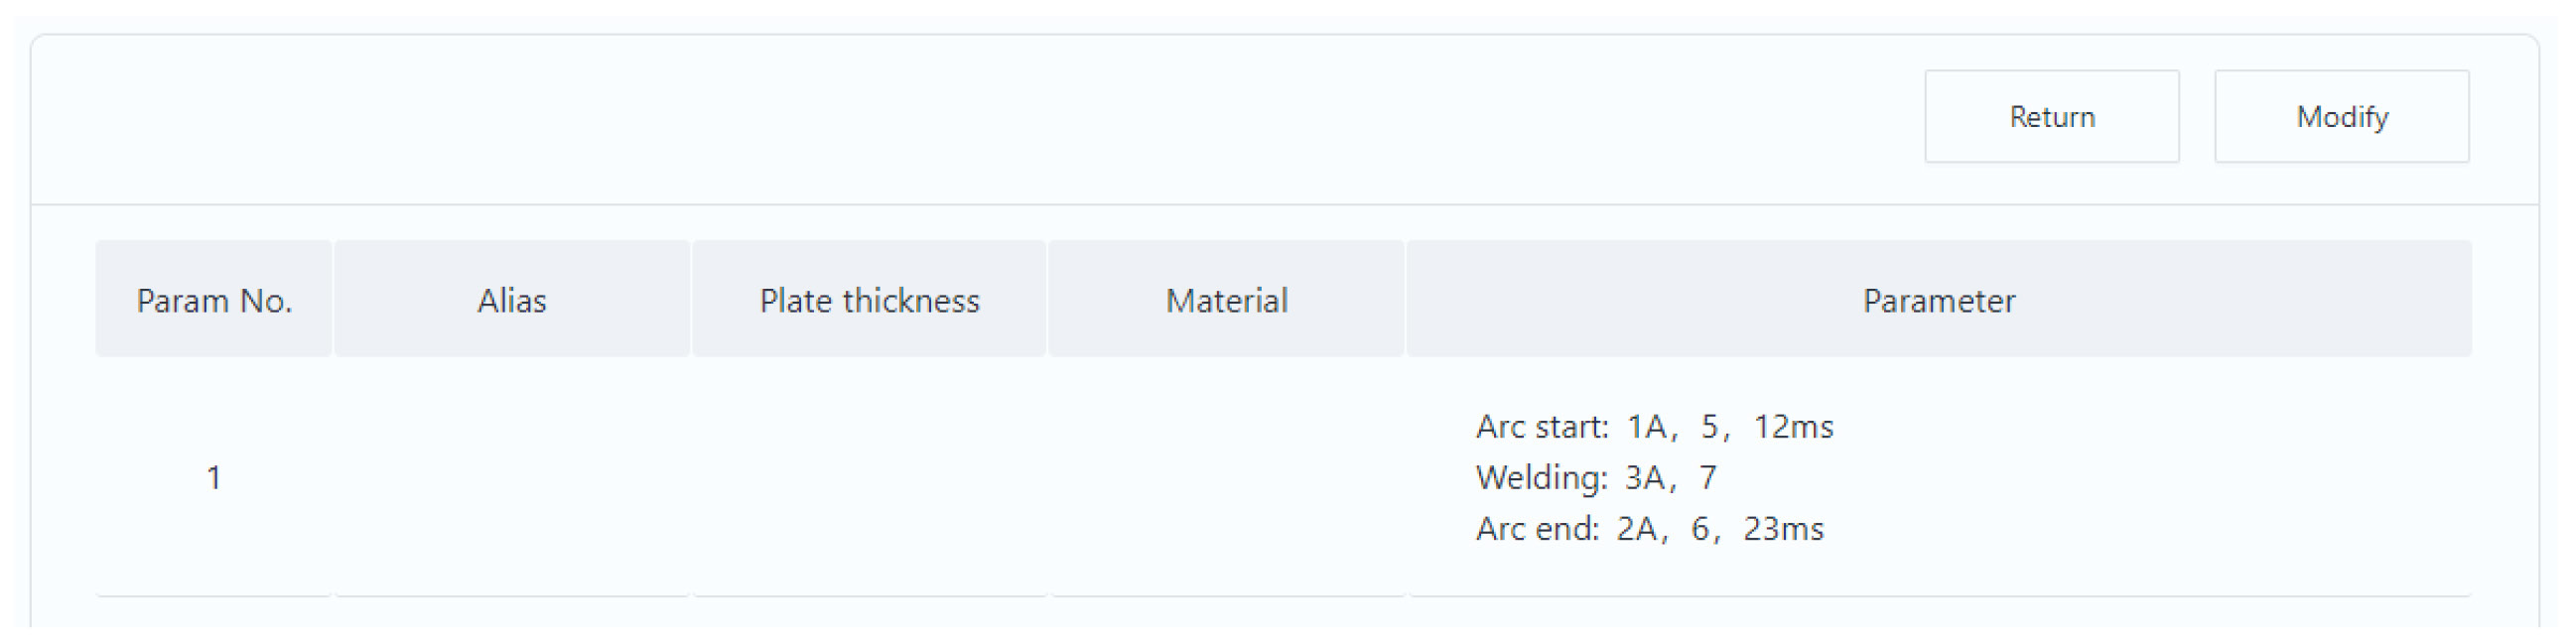 Return Modify
Param No. Alias Plate thickness Material Parameter
Arc start: 1A, 5, 12ms
1 Welding: 3A, 7
Arc end: 2A, 6, 23ms